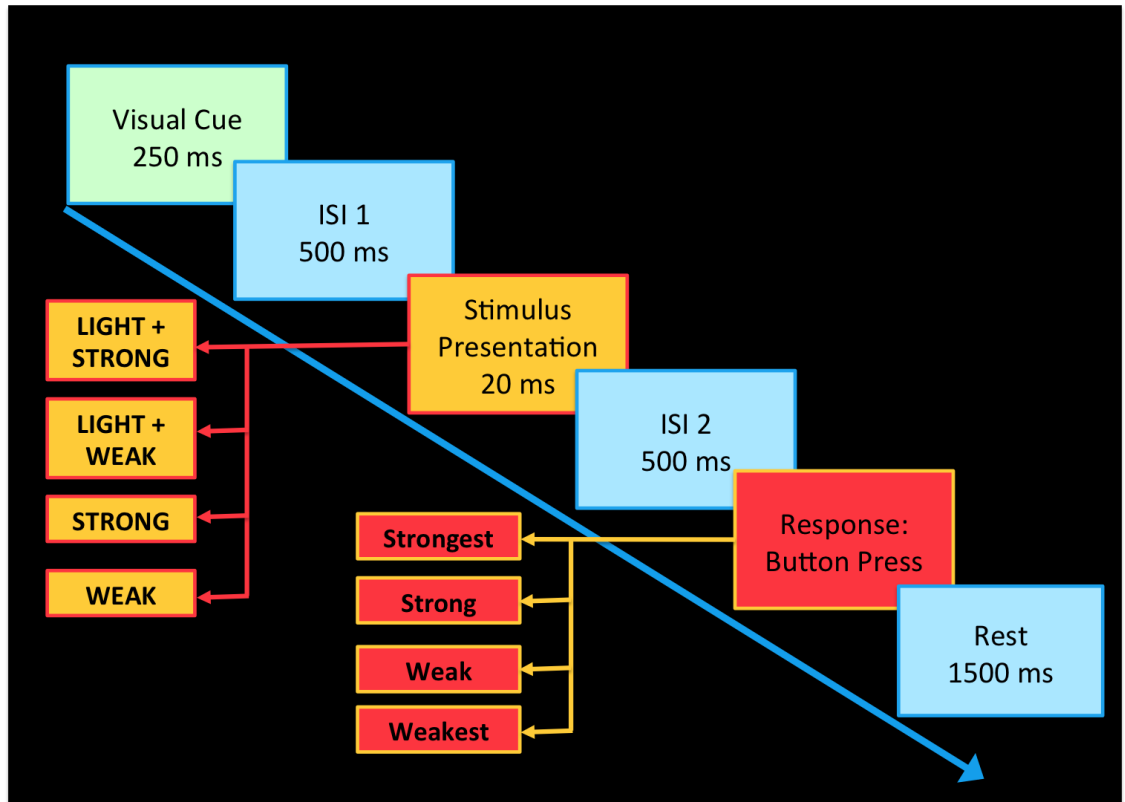 Visual Cue
250 ms
ISI 1
500 ms
Stimulus
Presentation
20 ms
LIGHT +
STRONG
LIGHT +
WEAK
STRONG
WEAK
ISI 2
500 ms
Response:
Button Press
Strongest
Strong
Weak
Weakest
Rest
1500 ms